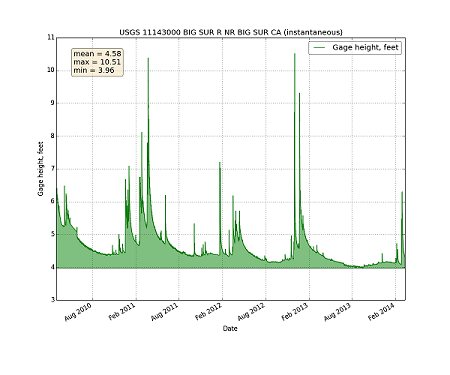 USGS 11143000 BIG SUR R NR BIG SUR CA (instantaneous)
mean = 4.58
max = 10.51
min = 3.96
Gage height, feet
Gage height, feet
11
10
9
8
7
6
5
4
3
Aug 2010
Feb 2011
Aug 2011
Feb 2012
Aug 2012
Feb 2013
Aug 2013
Feb 2014
Date